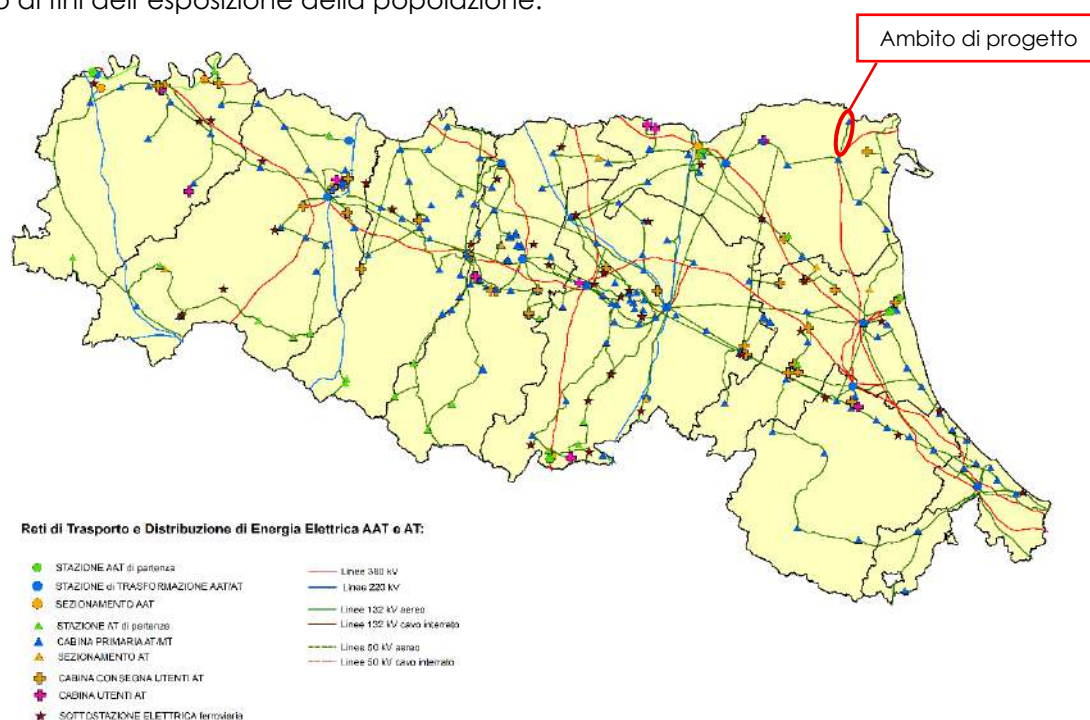 o ai fini dell'esposizione della popolazione.
Ambito di progetto
Reti di Trasporto e Distribuzione di Energia Elettrica AAT e AT:
STAZIONE AAT di partenza
STAZIONE di TRASFORMAZIONE AAT/AT
SEZIONAMENTO AAT
STAZIONE AT di partenza
CABINA PRIMARIA AT/MT
SEZIONAMENTO AT
CABINA CONSEGNA UTENTI AT
CABINA UTENTI AT
SOTTOSTAZIONE ELETTRICA ferroviaria
Linee 380 kV
Linee 220 kV
Linee 132 kV aereo
Linee 132 kV cavo interrato
Linee 50 kV aereo
Linee 50 kV cavo interrato